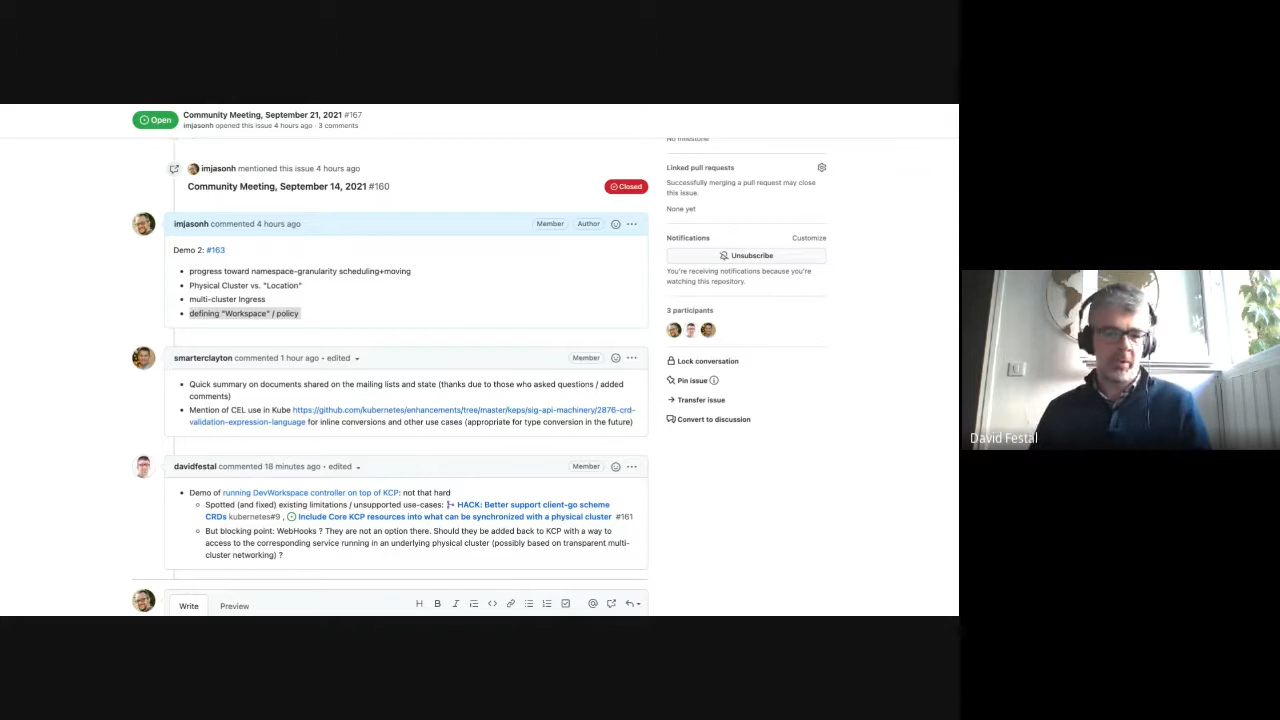 Open
Community Meeting, September 21, 2021 #167
imjasonh opened this issue 4 hours ago · 3 comments
imjasonh mentioned this issue 4 hours ago
Community Meeting, September 14, 2021 #160
Closed
imjasonh commented 4 hours ago
Member
Author
Demo 2: #163
• progress toward namespace-granularity scheduling+moving
• Physical Cluster vs. "Location"
• multi-cluster Ingress
• defining "Workspace" / policy
smarterclayton commented 1 hour ago • edited
Member
• Quick summary on documents shared on the mailing lists and state (thanks due to those who asked questions / added
comments)
• Mention of CEL use in Kube https://github.com/kubernetes/enhancements/tree/master/keps/sig-api-machinery/2876-crd-
validation-expression-language for inline conversions and other use cases (appropriate for type conversion in the future)
davidfestal commented 18 minutes ago • edited
Member
• Demo of running DevWorkspace controller on top of KCP: not that hard
Spotted (and fixed) existing limitations / unsupported use-cases: HACK: Better support client-go scheme
CRDs kubernetes#9 , Include Core KCP resources into what can be synchronized with a physical cluster #161
But blocking point: WebHooks ? They are not an option there. Should they be added back to KCP with a way to
access to the corresponding service running in an underlying physical cluster (possibly based on transparent multi-
cluster networking) ?
Write
Preview
H B I
No milestone
Linked pull requests
Successfully merging a pull request may close
this issue.
None yet
Notifications
Customize
Unsubscribe
You're receiving notifications because you're
watching this repository.
3 participants
Lock conversation
Pin issue
Transfer issue
Convert to discussion
David Festal